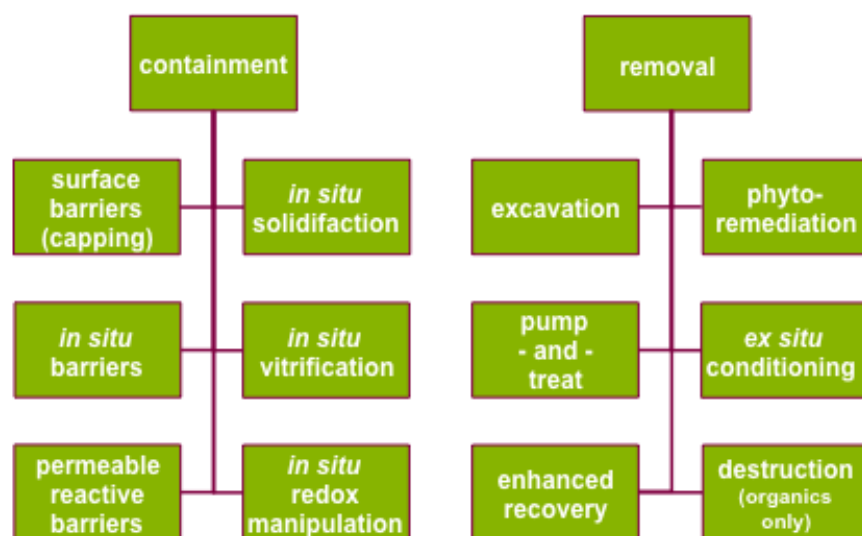 containment
surface
barriers
(capping)
in situ
solidifaction
in situ
barriers
in situ
vitrification
permeable
reactive
barriers
in situ
redox
manipulation
removal
excavation
phyto-
remediation
pump
- and -
treat
ex situ
conditioning
enhanced
recovery
destruction
(organics
only)